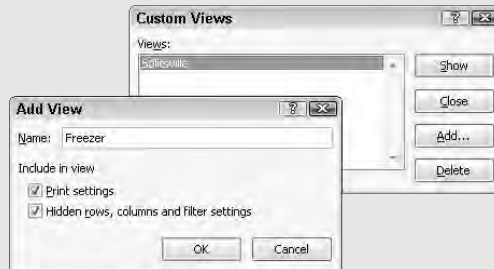 Custom Views
Views:
Show
Close
Add...
Delete
Add View
Name: Freezer
Include in view
Print settings
Hidden rows, columns and filter settings
OK
Cancel